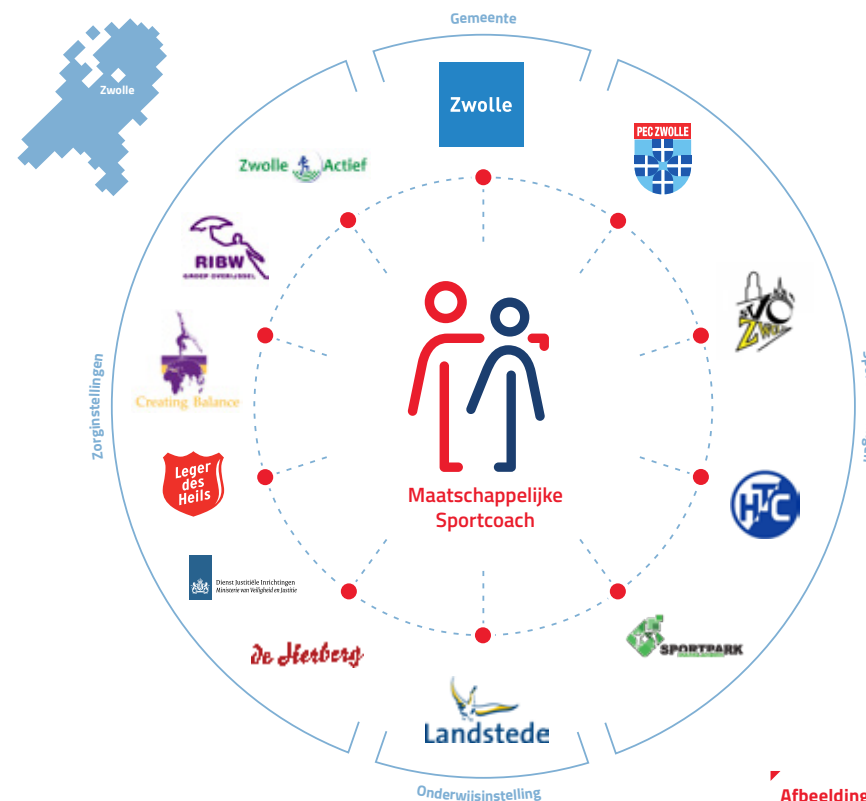 Gemeente
Zwolle
Zwolle
PEC ZWOLLE
Zwolle Actief
RIBW
GROEP OVERIJSSEL
Creating Balance
Zorginstellingen
Leger
des
Heils
HTC
Maatschappelijke
Sportcoach
Dienst Justitiële Inrichtingen
Ministerie van Veiligheid en Justitie
de Herberg
SPORTPARK
Landstede
Onderwijsinstelling
Afbeelding